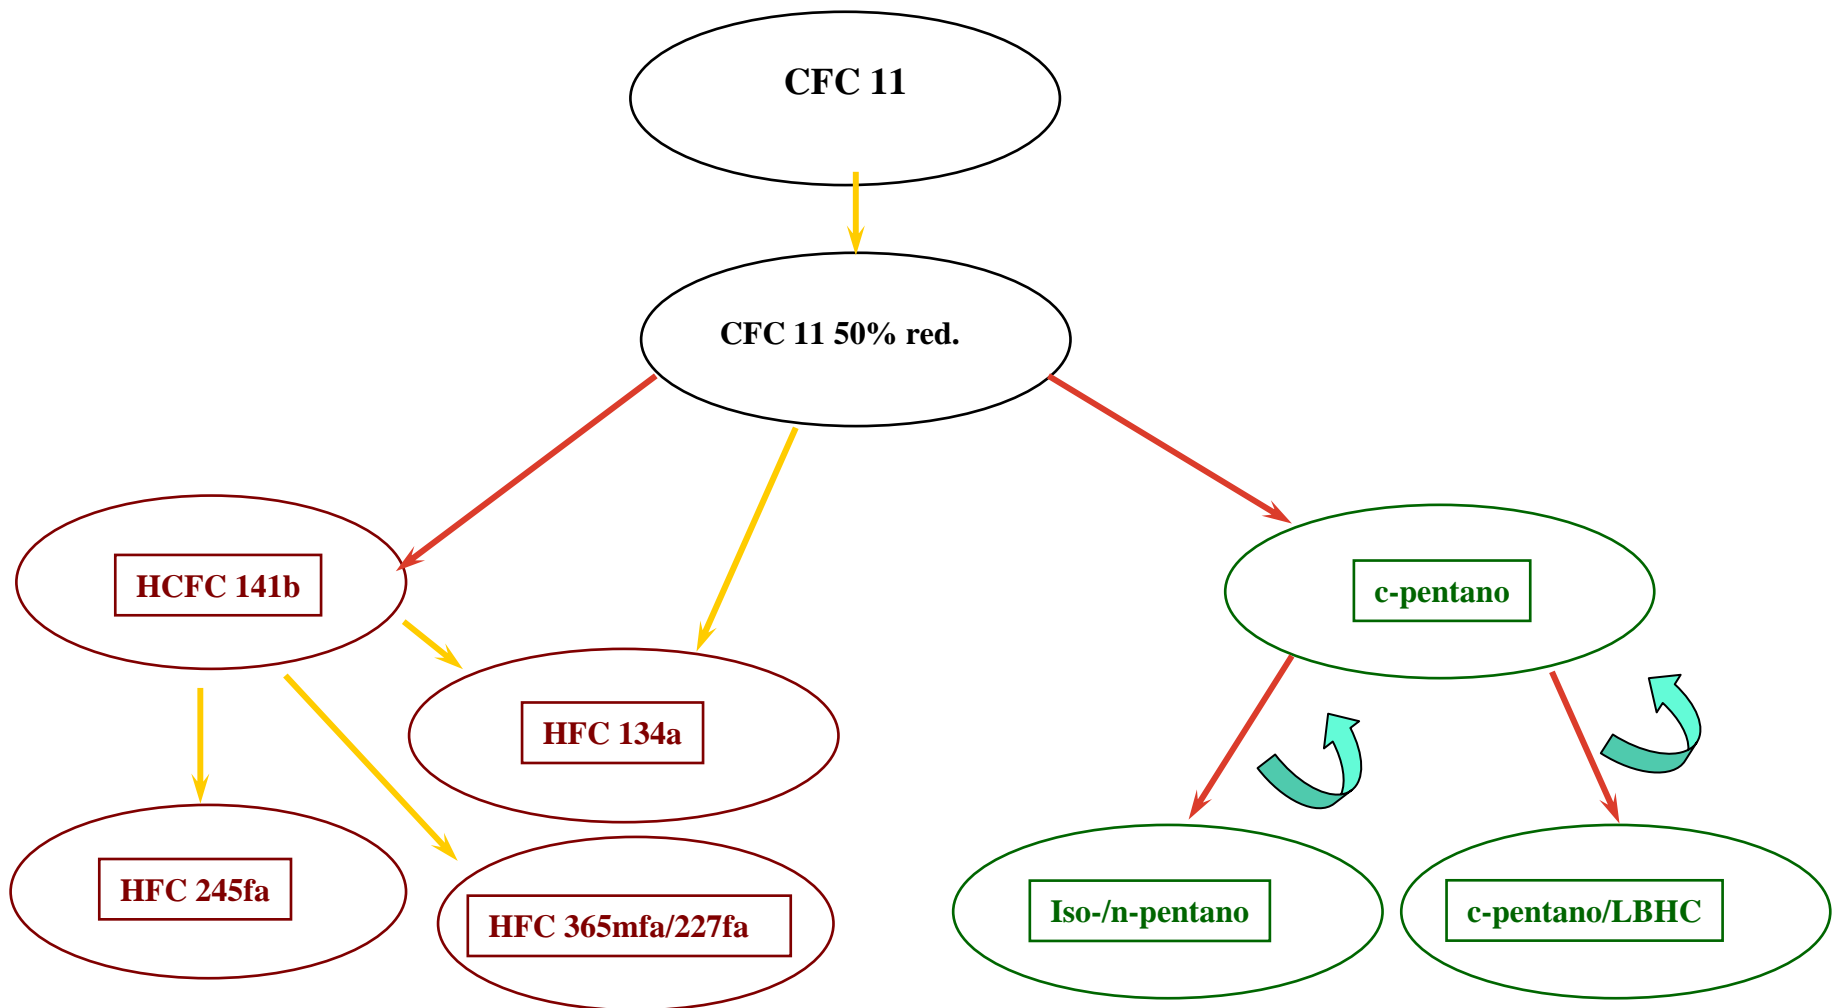 CFC 11
CFC 11 50% red.
HCFC 141b
c-pentano
HFC 134a
HFC 245fa
HFC 365mfa/227fa
Iso-/n-pentano
c-pentano/LBHC